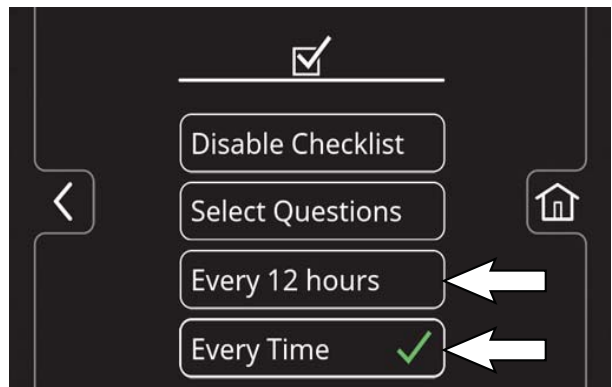 Disable Checklist
Select Questions
Every 12 hours
Every Time